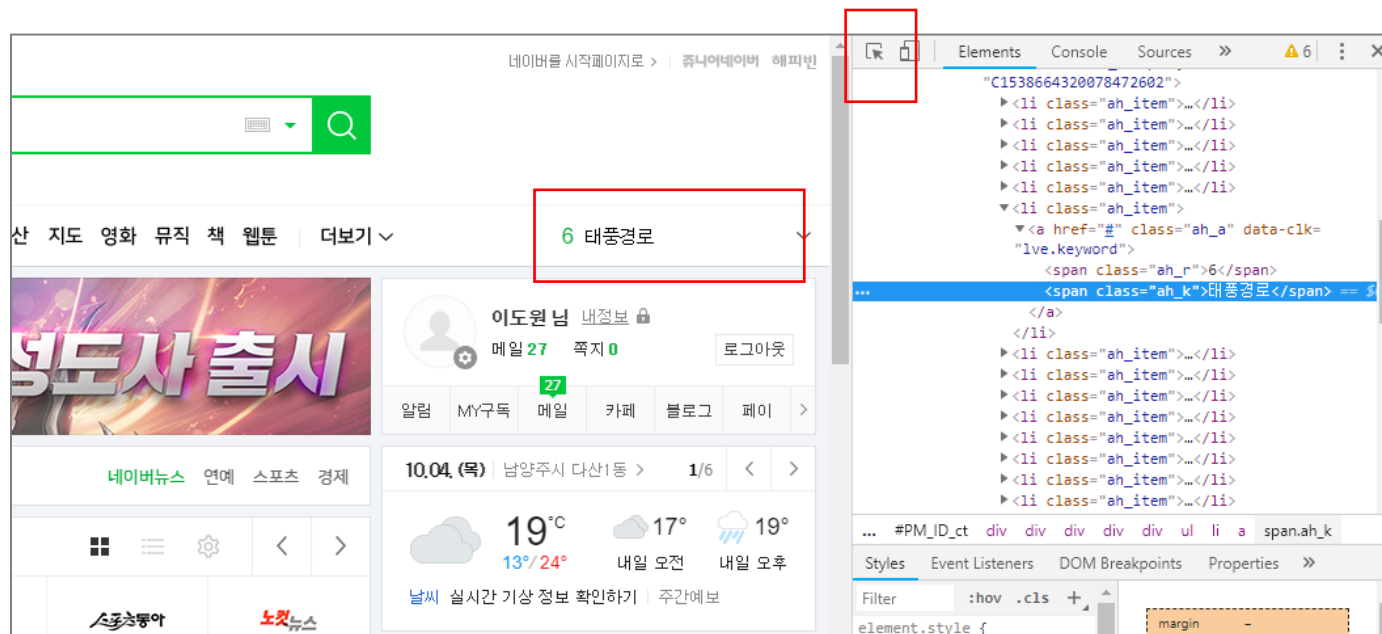 네이버를 시작페이지로 >
쥬니어네이버 해피빈
산 지도 영화 뮤직 책 웹툰 더보기
6 태풍경로
성도사 출시
이도원 님 내정보
메일 27 쪽지 0
로그아웃
27
알림 MY구독 메일 카페 블로그 페이 >
네이버뉴스 연예 스포츠 경제
10.04. (목) 남양주시 다산1동 > 1/6 < >
19°C 17° 19°
13°/24° 내일 오전 내일 오후
날씨 실시간 기상 정보 확인하기 주간예보
< >
스포츠동아 노컷뉴스
Elements Console Sources » 6
"C1538664320078472602">
▶<li class="ah_item">…</li>
▶<li class="ah_item">…</li>
▶<li class="ah_item">…</li>
▶<li class="ah_item">…</li>
▶<li class="ah_item">…</li>
▼<li class="ah_item">
▼<a href="#" class="ah_a" data-clk=
"lve.keyword">
<span class="ah_r">6</span>
... <span class="ah_k">태풍경로</span> ==
</a>
</li>
▶<li class="ah_item">…</li>
▶<li class="ah_item">…</li>
▶<li class="ah_item">…</li>
▶<li class="ah_item">…</li>
▶<li class="ah_item">…</li>
▶<li class="ah_item">…</li>
▶<li class="ah_item">…</li>
▶<li class="ah_item">…</li>
... #PM_ID_ct div div div div div ul li a span.ah_k
Styles Event Listeners DOM Breakpoints Properties »
Filter :hov .cls +
element.style {
margin –